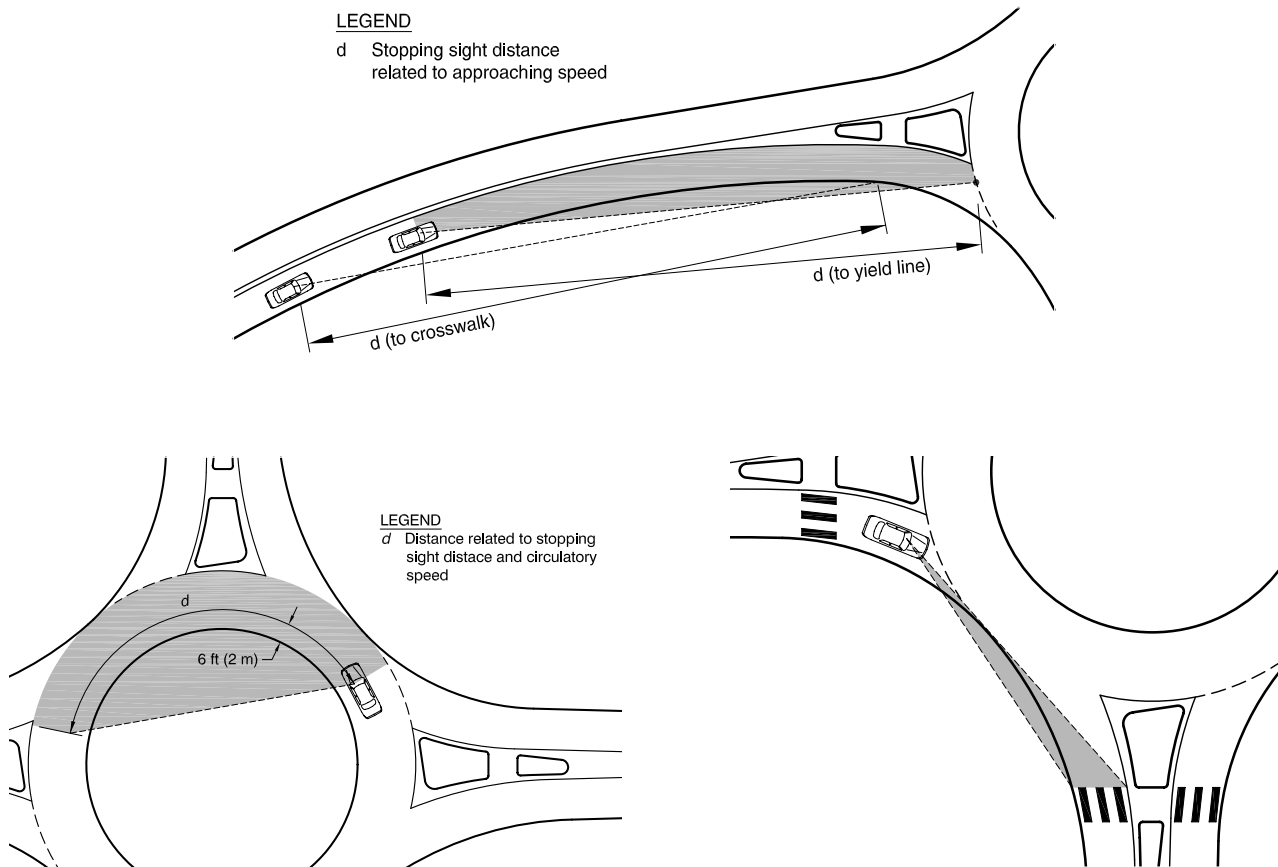 LEGEND
d Stopping sight distance
related to approaching speed
d (to yield line)
d (to crosswalk)
LEGEND
d Distance related to stopping
sight distace and circulatory
speed
d
6 ft (2 m)